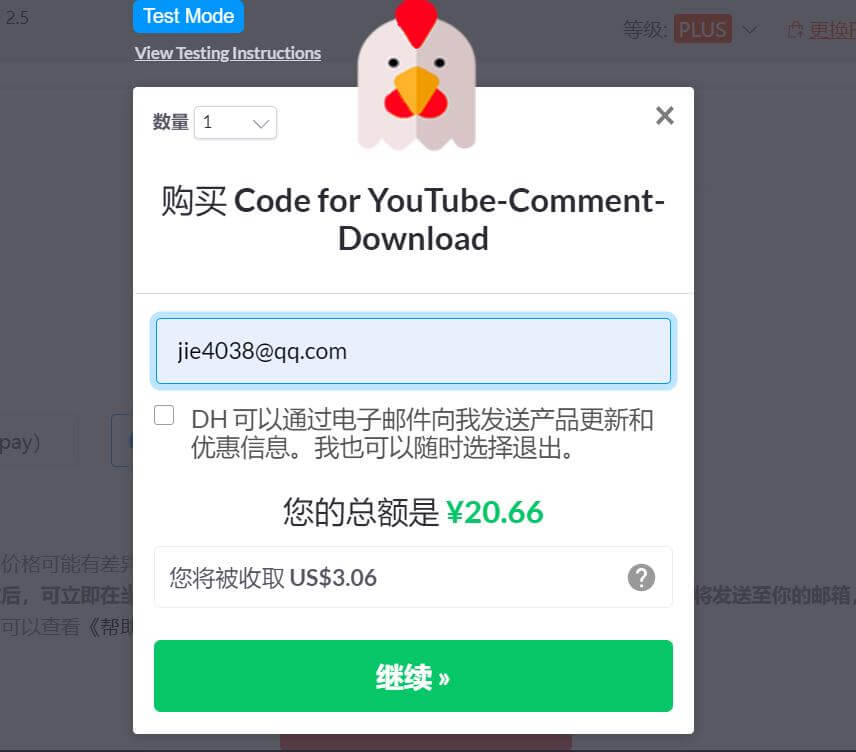 2.5
Test Mode
View Testing Instructions
等级: PLUS
更换
数量 1
购买 Code for YouTube-Comment-
Download
jie4038@qq.com
DH 可以通过电子邮件向我发送产品更新和
优惠信息。我也可以随时选择退出。
pay)
您的总额是 ¥20.66
价格可能有差
您将被收取 US$3.06
后，可立即在
将发送至你的邮箱，
可以查看《帮
继续 »